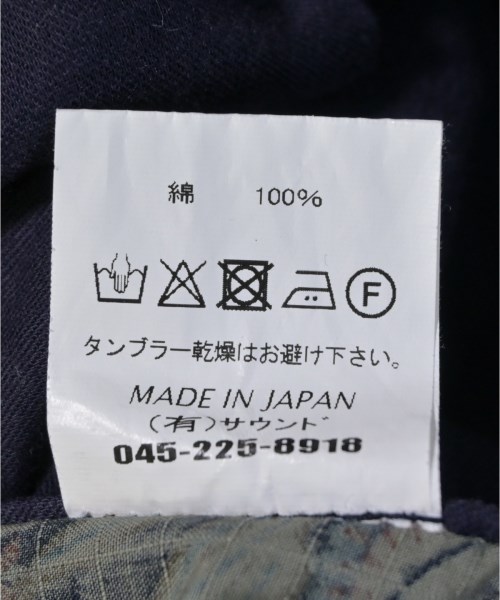 綿 100%
F
タンブラー乾燥はお避け下さい。
MADE IN JAPAN
(有)サウンド
045-225-8918